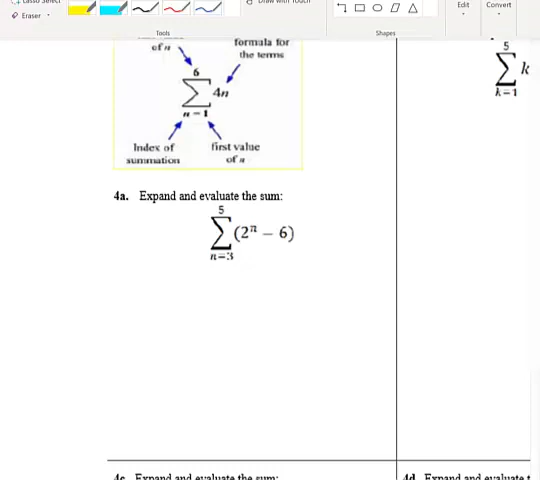 Lasso Select
Draw with Touch
Eraser
Edit
Convert
Tools
Shapes
of n
formula for
the terms
6
∑ 4n
n=1
Index of
summation
first value
of n
5
∑ k
k=1
4a. Expand and evaluate the sum:
5
∑ (2ⁿ − 6)
n=3
4c. Expand and evaluate the sum:
4d. Expand and evaluate t